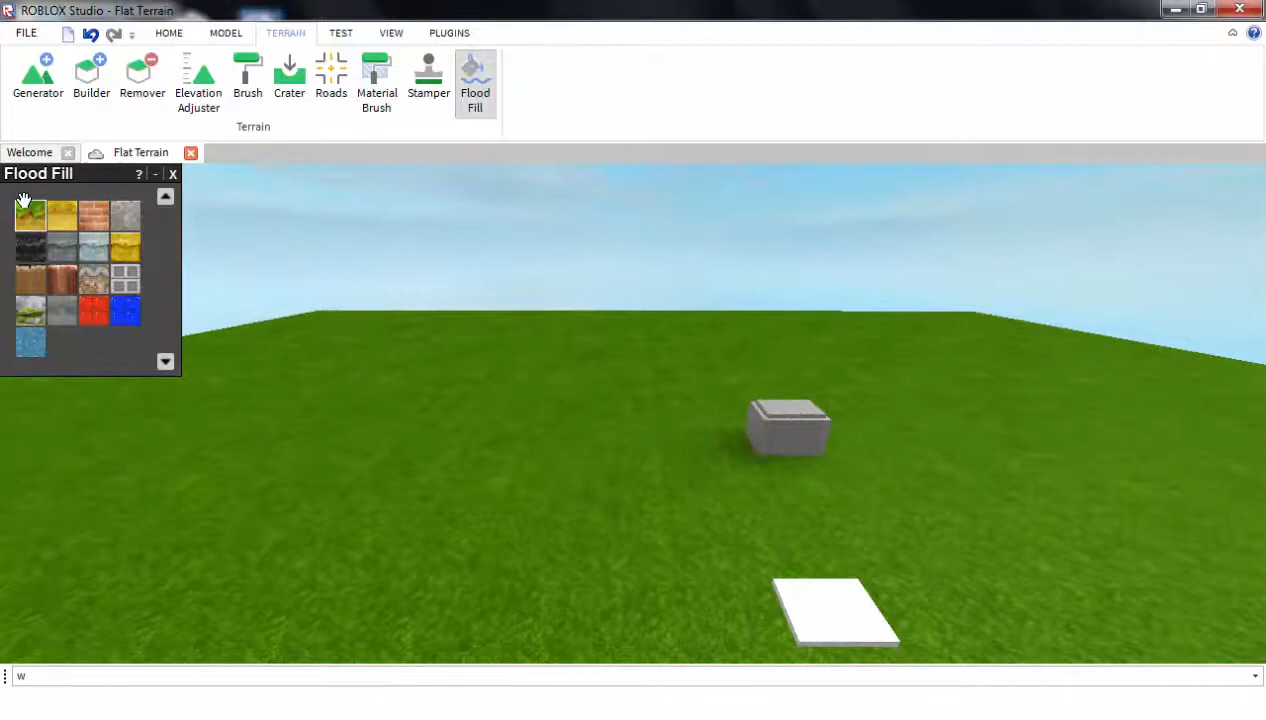 ROBLOX Studio - Flat Terrain
FILE HOME MODEL TERRAIN TEST VIEW PLUGINS
Generator Builder Remover Elevation Adjuster Brush Crater Roads Material Brush Stamper Flood Fill
Terrain
Welcome Flat Terrain
Flood Fill ? - X
w